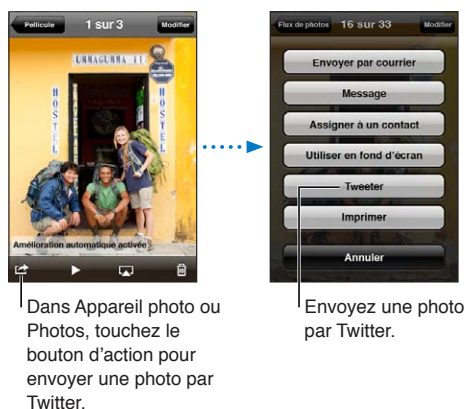 Pellicule 1 sur 3 Modifier
UMMAGUMMA II
HOSTEL
HOSTEL
Amélioration automatique activée
Flux de photos 16 sur 33 Modifier
Envoyer par courrier
Message
Assigner à un contact
Utiliser en fond d'écran
Tweeter
Imprimer
Annuler
Dans Appareil photo ou
Photos, touchez le
bouton d'action pour
envoyer une photo par
Twitter.
Envoyez une photo
par Twitter.